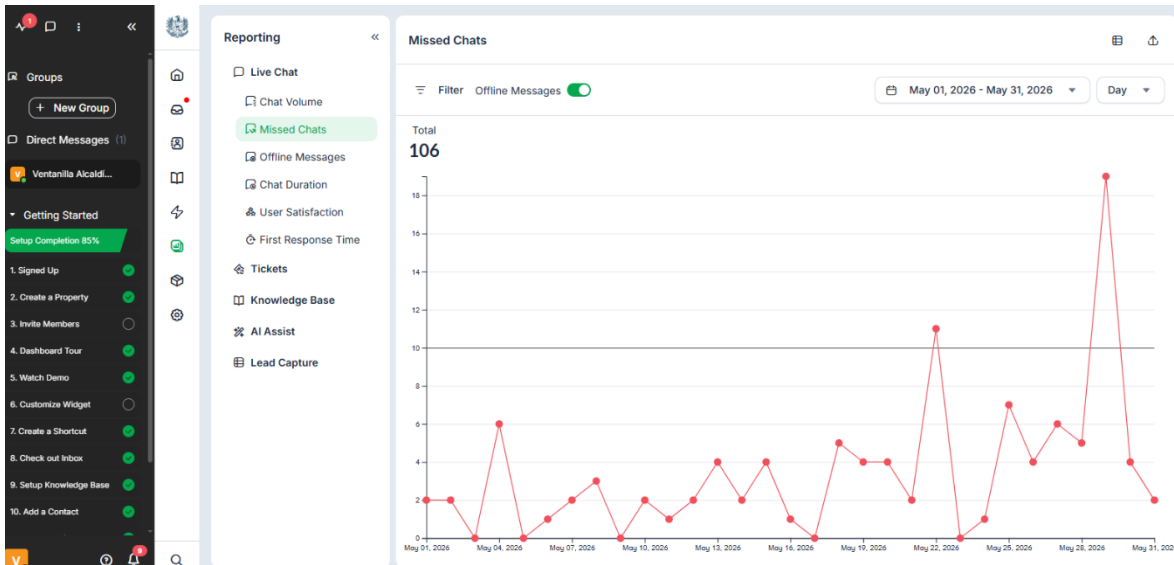 1
Groups
+ New Group
Direct Messages (1)
V
Ventanilla Alcaldí...
Getting Started
Setup Completion 85%
1. Signed Up
2. Create a Property
3. Invite Members
4. Dashboard Tour
5. Watch Demo
6. Customize Widget
7. Create a Shortcut
8. Check out Inbox
9. Setup Knowledge Base
10. Add a Contact
V
9
Reporting
Live Chat
Chat Volume
Missed Chats
Offline Messages
Chat Duration
User Satisfaction
First Response Time
Tickets
Knowledge Base
AI Assist
Lead Capture
Missed Chats
Filter Offline Messages
May 01, 2026 - May 31, 2026
Day
Total
106
18
16
14
12
10
8
6
4
2
0
May 01, 2026 May 04, 2026 May 07, 2026 May 10, 2026 May 13, 2026 May 16, 2026 May 19, 2026 May 22, 2026 May 25, 2026 May 28, 2026 May 31, 202